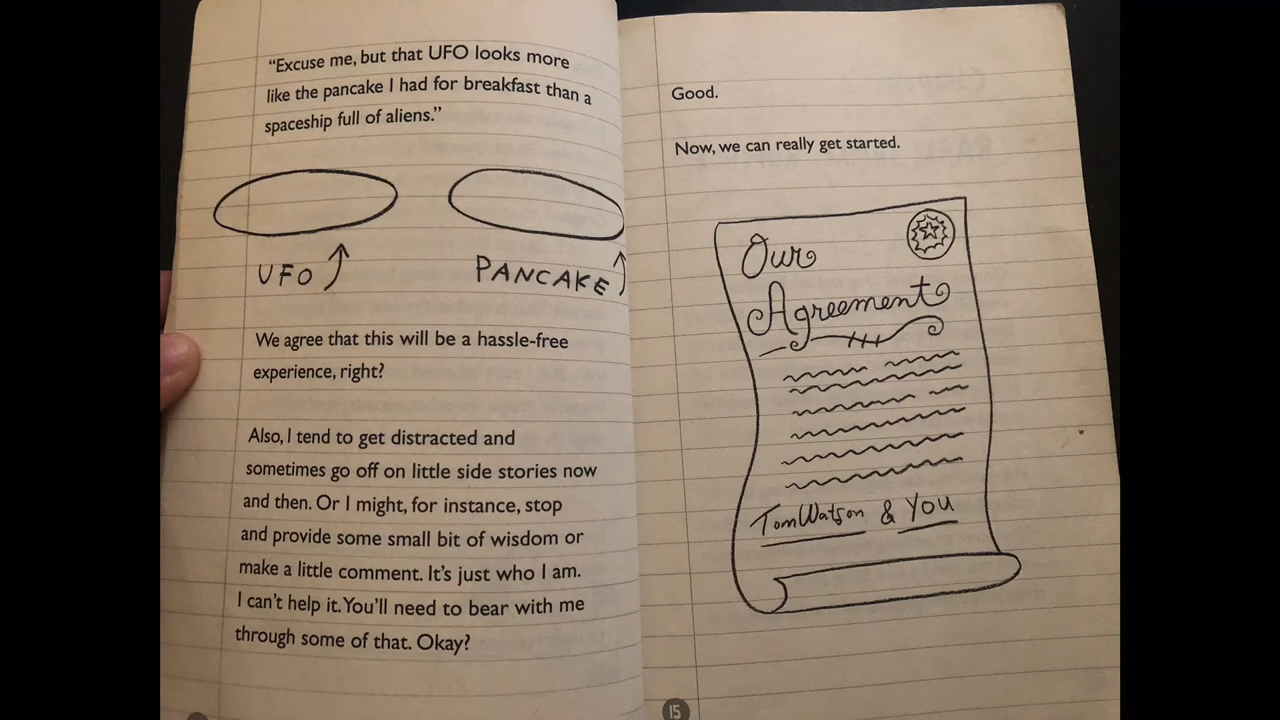 “Excuse me, but that UFO looks more
like the pancake I had for breakfast than a
spaceship full of aliens.”
UFO
PANCAKE
We agree that this will be a hassle-free
experience, right?
Also, I tend to get distracted and
sometimes go off on little side stories now
and then. Or I might, for instance, stop
and provide some small bit of wisdom or
make a little comment. It’s just who I am.
I can’t help it. You’ll need to bear with me
through some of that. Okay?
Good.
Now, we can really get started.
Our
Agreement
Tom Watson & You
15